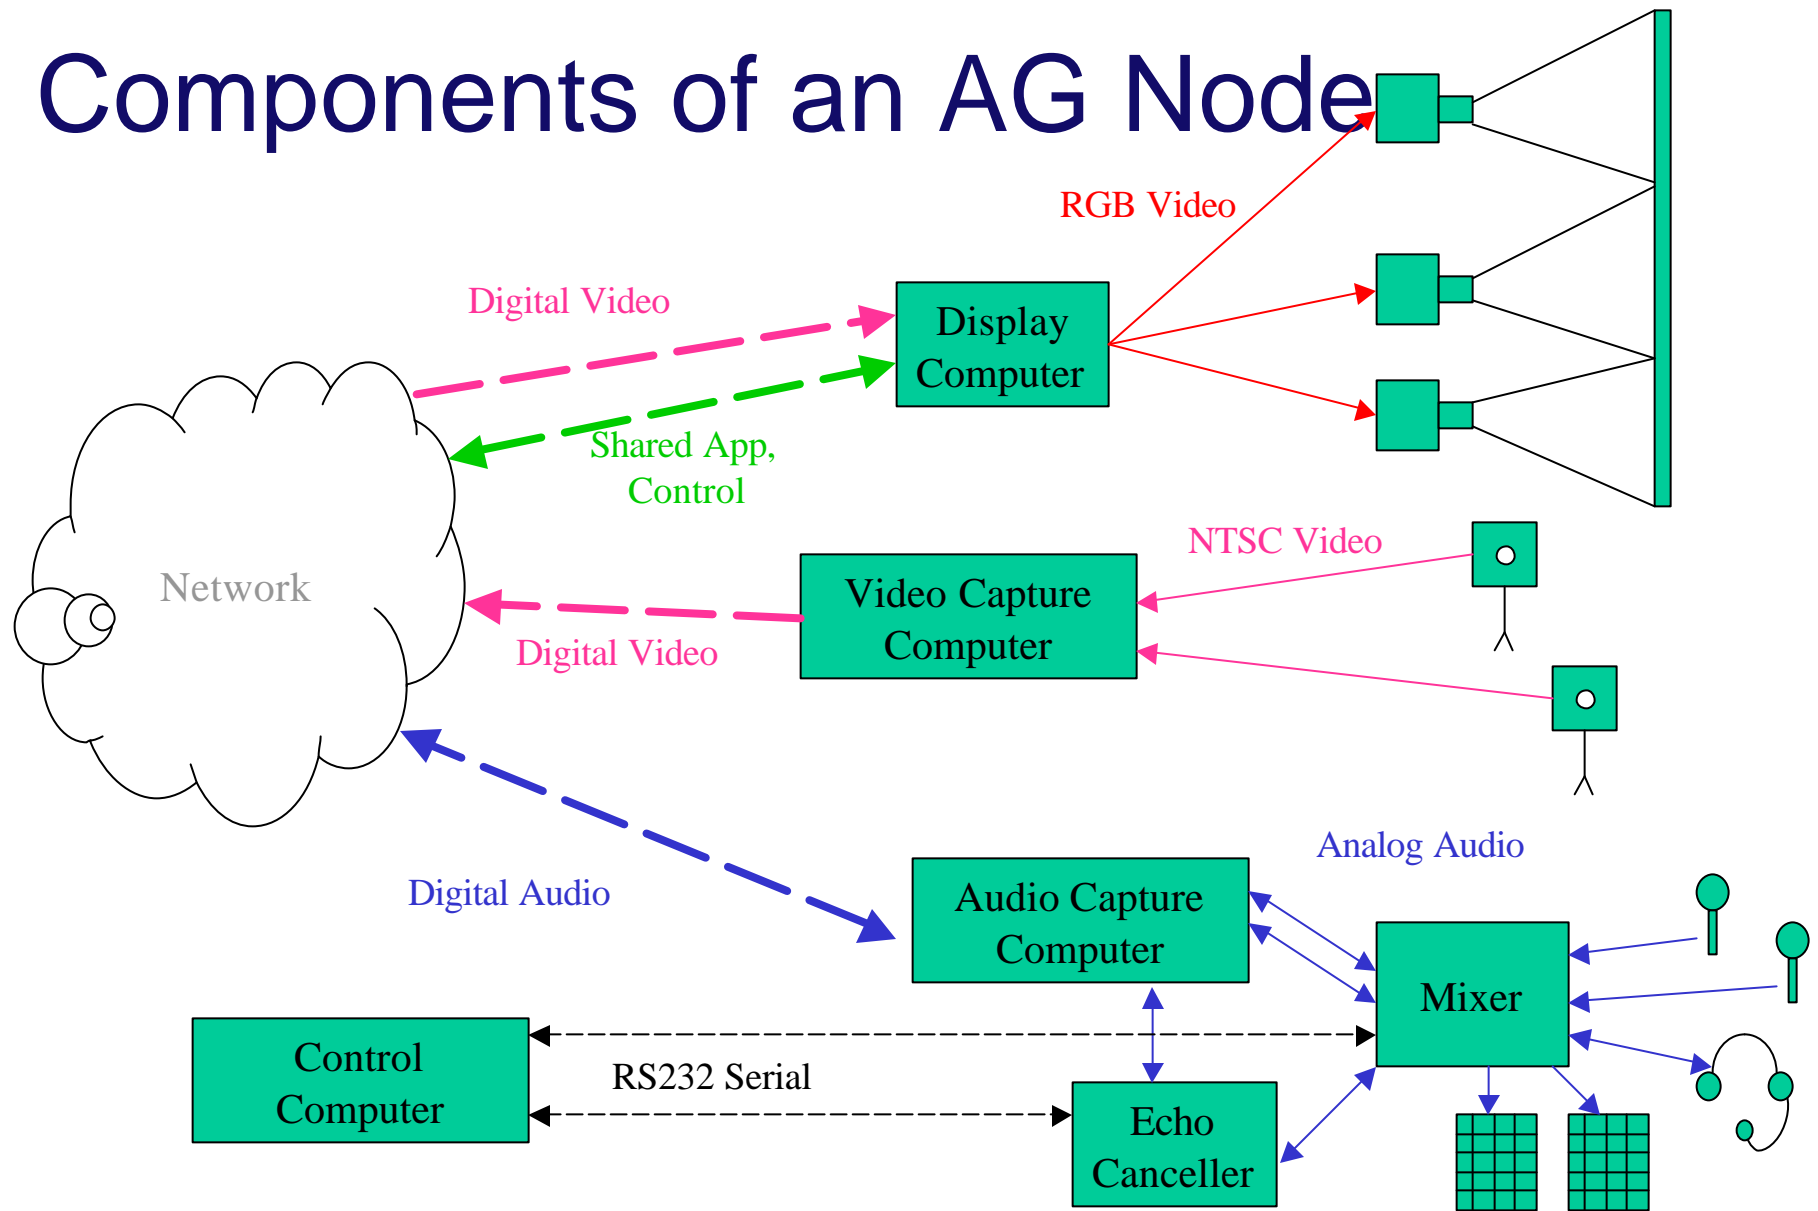 Components of an AG Node
RGB Video
Digital Video
Display
Computer
Shared App,
Control
NTSC Video
Network
Video Capture
Computer
Digital Video
Analog Audio
Digital Audio
Audio Capture
Computer
Mixer
Control
Computer
RS232 Serial
Echo
Canceller